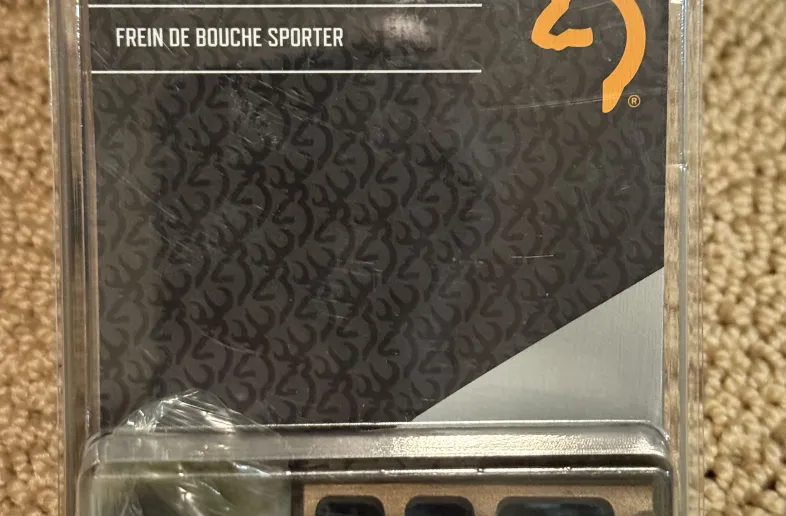 FREIN DE BOUCHE SPORTER
®